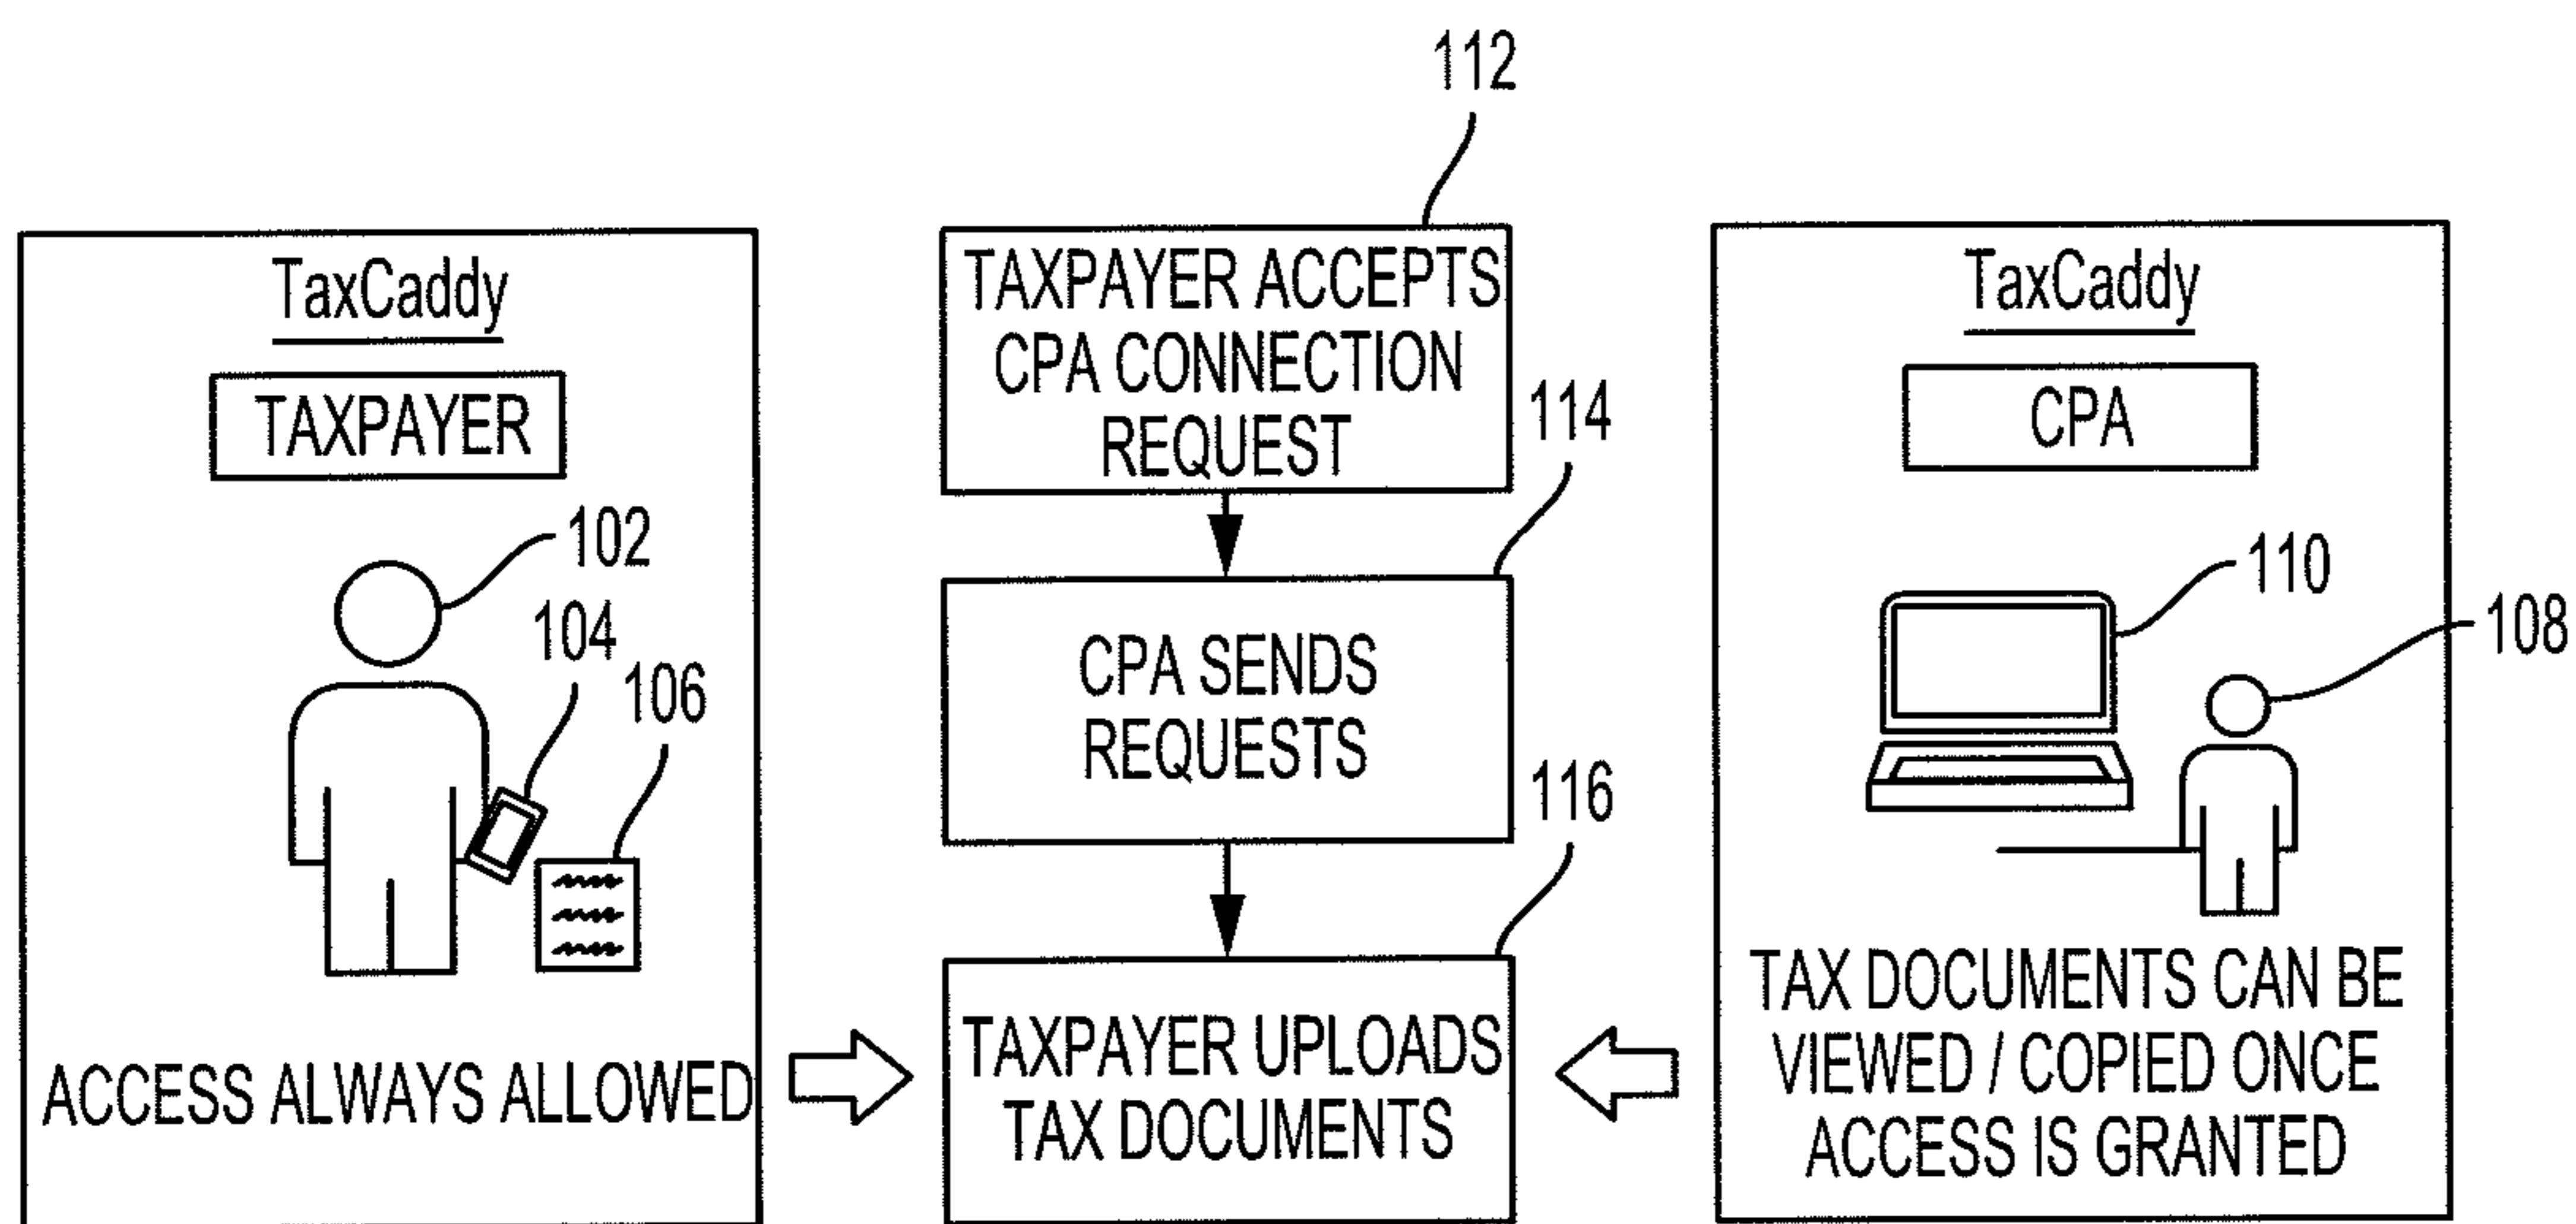 112
TaxCaddy
TAXPAYER
102
104
106
ACCESS ALWAYS ALLOWED
TAXPAYER ACCEPTS
CPA CONNECTION
REQUEST
114
CPA SENDS
REQUESTS
116
TAXPAYER UPLOADS
TAX DOCUMENTS
TaxCaddy
CPA
110
108
TAX DOCUMENTS CAN BE
VIEWED / COPIED ONCE
ACCESS IS GRANTED